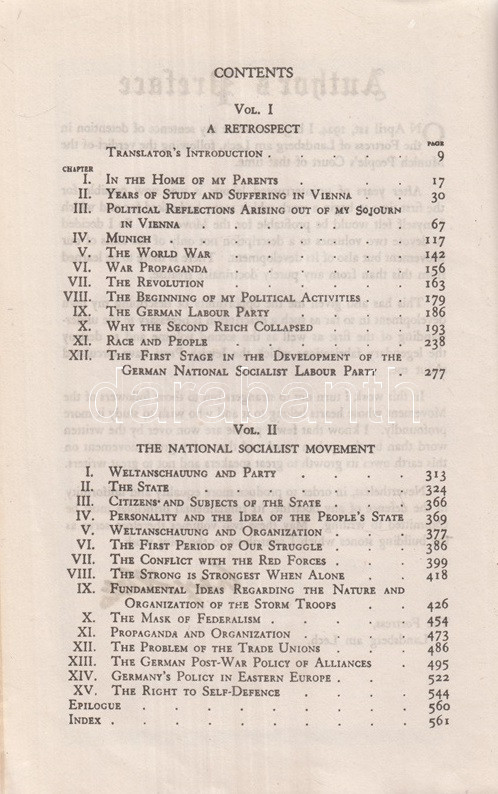 Author's Preface
CONTENTS
Vol. I
A RETROSPECT
PAGE
Translator's Introduction . . . . . 9
CHAPTER
I. In the Home of my Parents . . . . 17
II. Years of Study and Suffering in Vienna . . 30
III. Political Reflections Arising out of my Sojourn
in Vienna . . . . . . . 67
IV. Munich . . . . . . . . 117
V. The World War . . . . . . 142
VI. War Propaganda . . . . . . 156
VII. The Revolution . . . . . . 163
VIII. The Beginning of my Political Activities . . 179
IX. The German Labour Party . . . . 186
X. Why the Second Reich Collapsed . . . 193
XI. Race and People . . . . . . 238
XII. The First Stage in the Development of the
German National Socialist Labour Party . 277
darabanth
Vol. II
THE NATIONAL SOCIALIST MOVEMENT
I. Weltanschauung and Party . . . . 313
II. The State . . . . . . . 324
III. Citizens and Subjects of the State . . . 366
IV. Personality and the Idea of the People's State 369
V. Weltanschauung and Organization . . . 377
VI. The First Period of Our Struggle . . . 386
VII. The Conflict with the Red Forces . . . 399
VIII. The Strong is Strongest When Alone . . 418
IX. Fundamental Ideas Regarding the Nature and
Organization of the Storm Troops . . 426
X. The Mask of Federalism . . . . . 454
XI. Propaganda and Organization . . . . 473
XII. The Problem of the Trade Unions . . . 486
XIII. The German Post-War Policy of Alliances . 495
XIV. Germany's Policy in Eastern Europe . . . 522
XV. The Right to Self-Defence . . . . 544
Epilogue . . . . . . . . 560
Index . . . . . . . . . 561